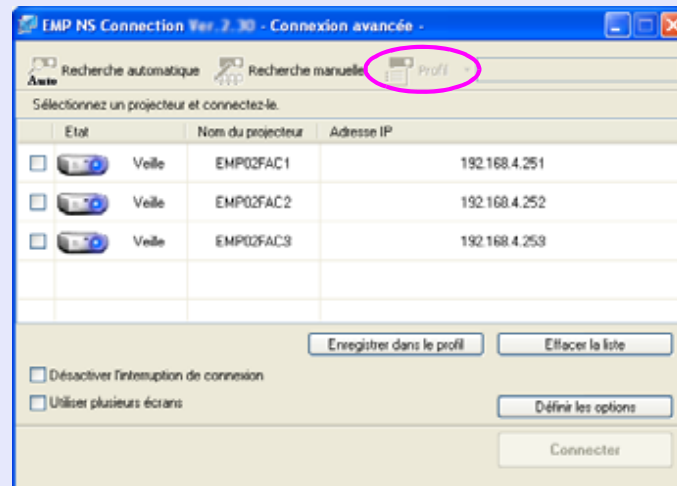 EMP NS Connection Ver. 2.30 - Connexion avancée -
Auto Recherche automatique Recherche manuelle Profil
Sélectionnez un projecteur et connectez-le.
Etat Nom du projecteur Adresse IP
Veille EMP02FAC1 192.168.4.251
Veille EMP02FAC2 192.168.4.252
Veille EMP02FAC3 192.168.4.253
Enregistrer dans le profil Effacer la liste
Désactiver l'interruption de connexion
Utiliser plusieurs écrans Définir les options
Connecter